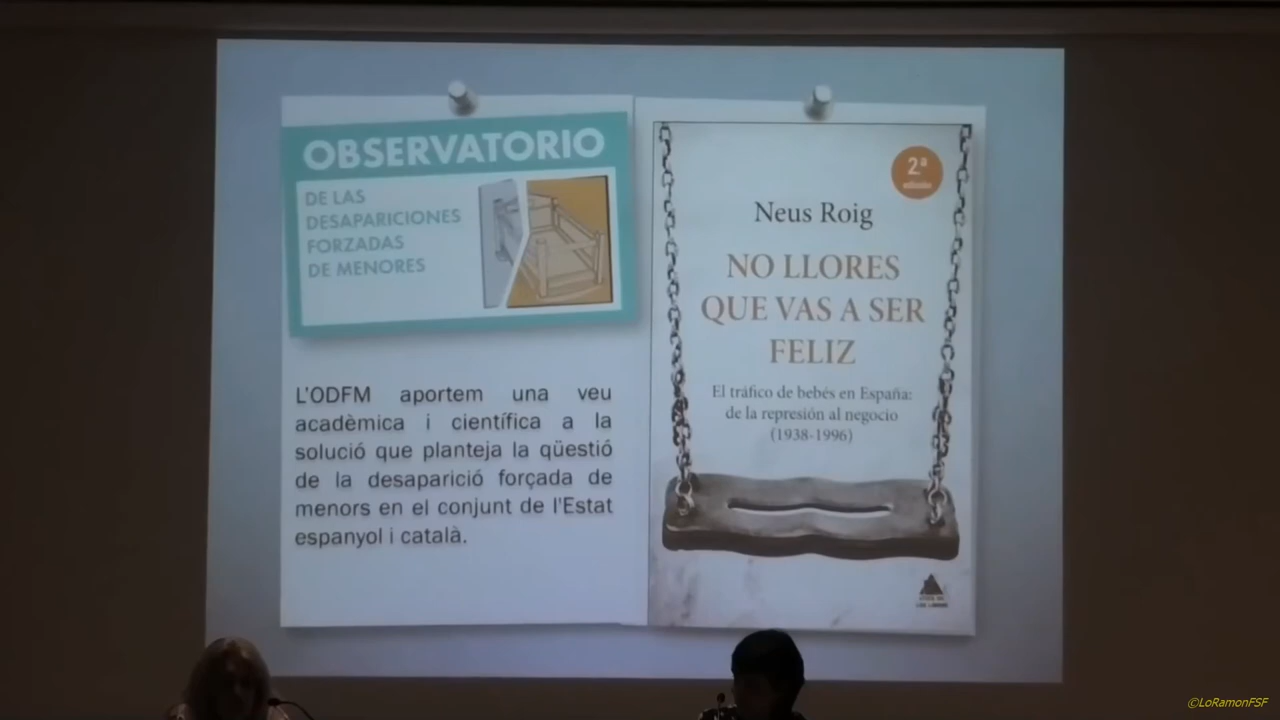 OBSERVATORIO
DE LAS
DESAPARICIONES
FORZADAS
DE MENORES
L'ODFM aportem una veu
acadèmica i científica a la
solució que planteja la qüestió
de la desaparició forçada de
menors en el conjunt de l'Estat
espanyol i català.
2ª
edición
Neus Roig
NO LLORES
QUE VAS A SER
FELIZ
El tráfico de bebés en España:
de la represión al negocio
(1938-1996)
©LoRamonFSF